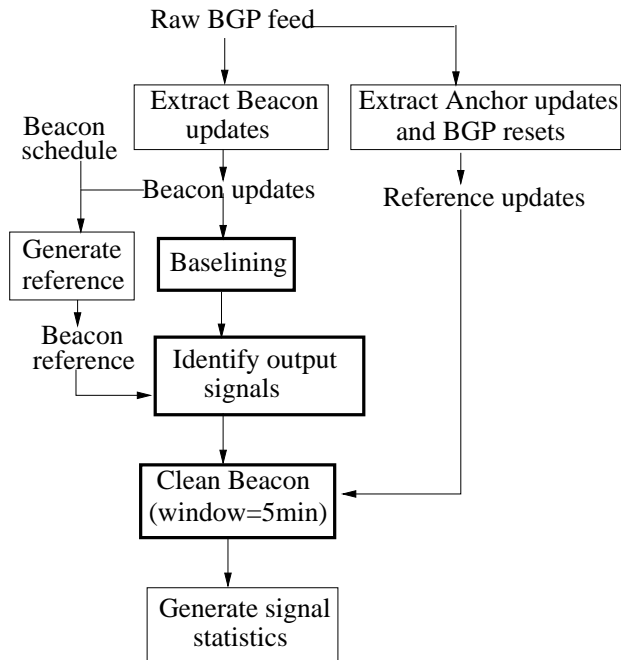 Raw BGP feed
Extract Beacon
updates
Extract Anchor updates
and BGP resets
Beacon
schedule
Beacon updates
Reference updates
Generate
reference
Baselining
Beacon
reference
Identify output
signals
Clean Beacon
(window=5min)
Generate signal
statistics